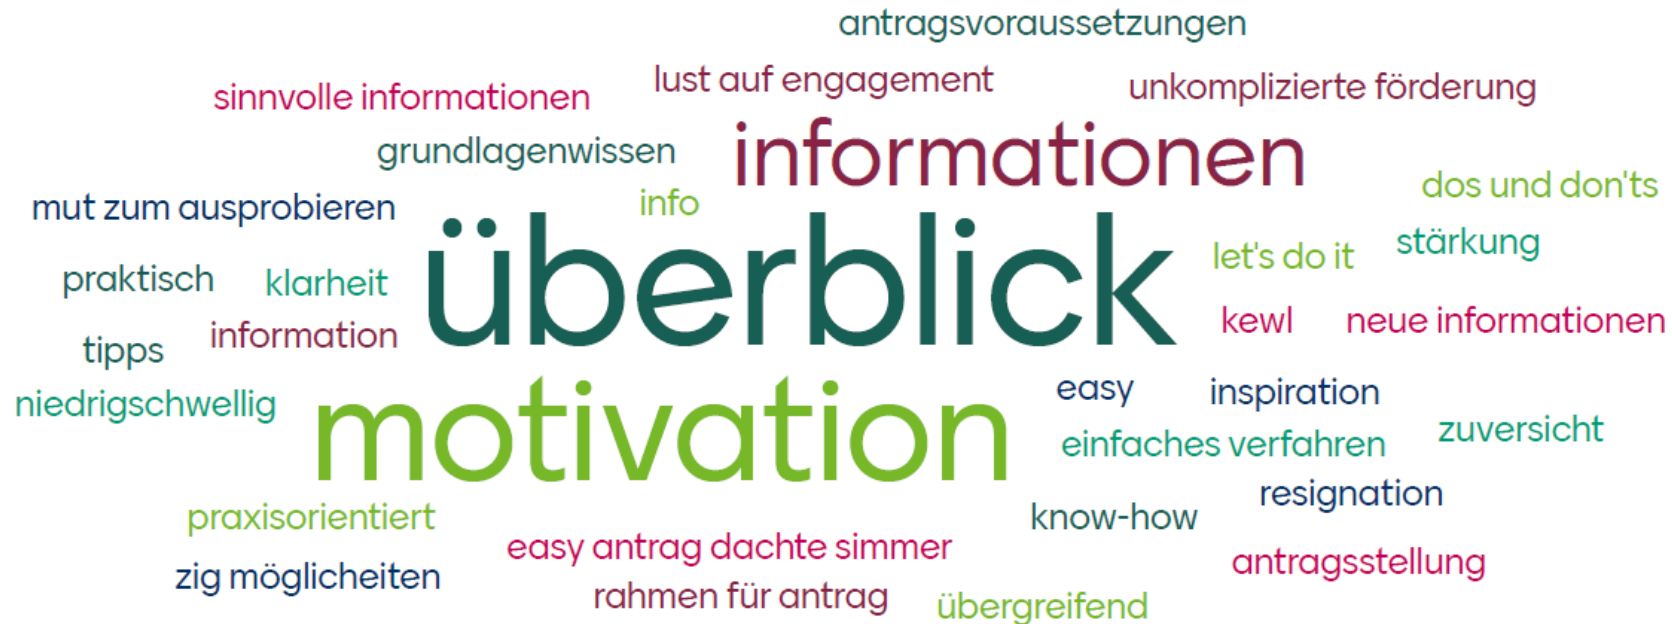 antragsvoraussetzungen
lust auf engagement
unkomplizierte förderung
sinnvolle informationen
grundlagenwissen
informationen
dos und don'ts
mut zum ausprobieren
info
überblick
let's do it
stärkung
praktisch
klarheit
kewl
neue informationen
tipps
information
niedrigschwellig
motivation
easy
inspiration
einfaches verfahren
zuversicht
resignation
praxisorientiert
know-how
easy antrag dachte simmer
antragsstellung
zig möglicheiten
rahmen für antrag
übergreifend